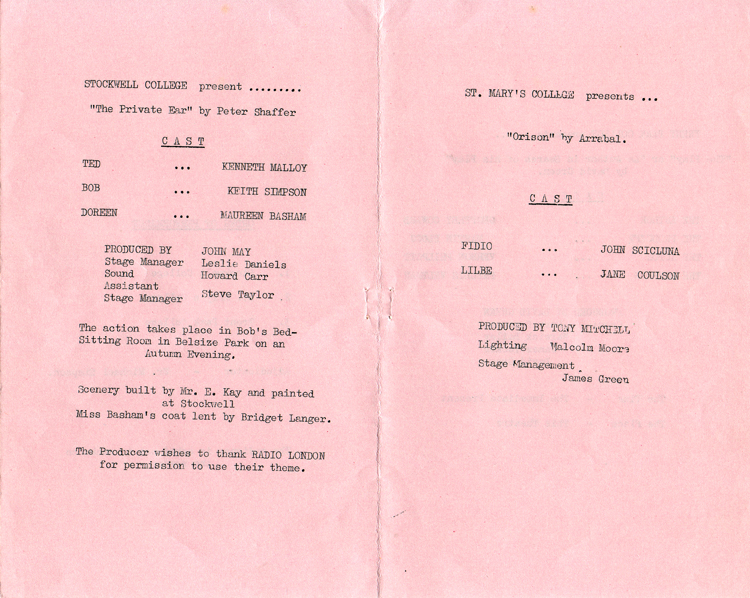 STOCKWELL COLLEGE present .........
"The Private Ear" by Peter Shaffer
CAST
TED ... KENNETH MALLOY
BOB ... KEITH SIMPSON
DOREEN ... MAUREEN BASHAM
PRODUCED BY JOHN MAY
Stage Manager Leslie Daniels
Sound Howard Carr
Assistant
Stage Manager Steve Taylor
The action takes place in Bob's Bed-
Sitting Room in Belsize Park on an
Autumn Evening.
Scenery built by Mr. E. Kay and painted
at Stockwell
Miss Basham's coat lent by Bridget Langer.
The Producer wishes to thank RADIO LONDON
for permission to use their theme.
ST. MARY'S COLLEGE presents ...
"Orison" by Arrabal.
CAST
FIDIO ... JOHN SCICLUNA
LILBE ... JANE COULSON
PRODUCED BY TONY MITCHELL
Lighting Malcolm Moore
Stage Management
James Green